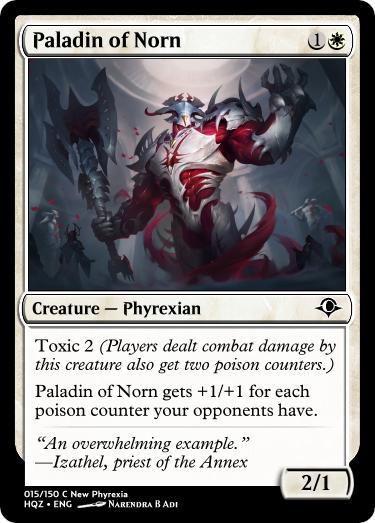 Paladin of Norn 1
Creature — Phyrexian
Toxic 2 (Players dealt combat damage by
this creature also get two poison counters.)
Paladin of Norn gets +1/+1 for each
poison counter your opponents have.
“An overwhelming example.”
—Izathel, priest of the Annex
2/1
015/150 C New Phyrexia
HQZ • ENG Narendra B Adi